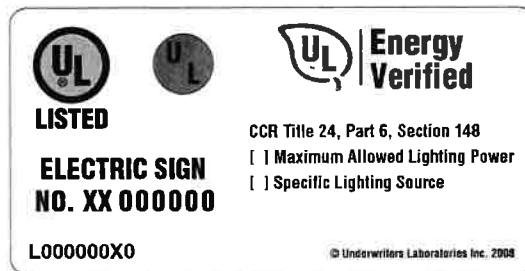 UL
®
LISTED
UL
ELECTRIC SIGN
NO. XX 000000
L000000X0
UL Energy
Verified
CCR Title 24, Part 6, Section 148
[ ] Maximum Allowed Lighting Power
[ ] Specific Lighting Source
© Underwriters Laboratories Inc. 2008